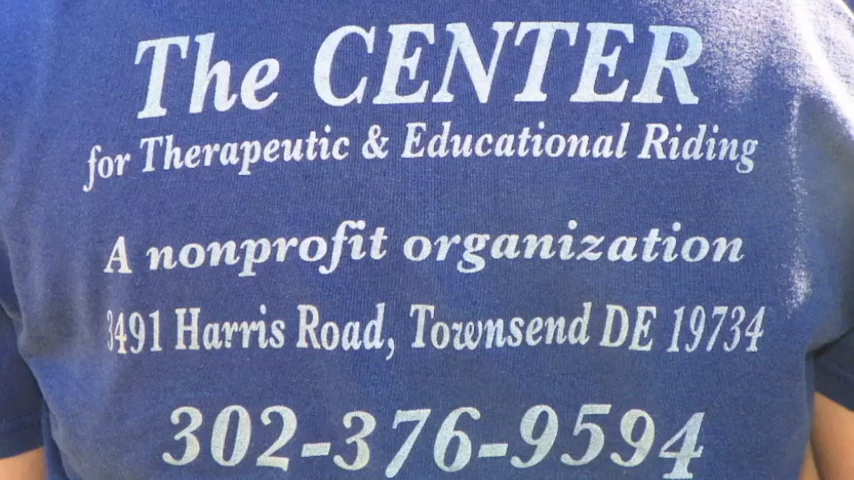 The CENTER
for Therapeutic & Educational Riding
A nonprofit organization
3491 Harris Road, Townsend DE 19734
302-376-9594